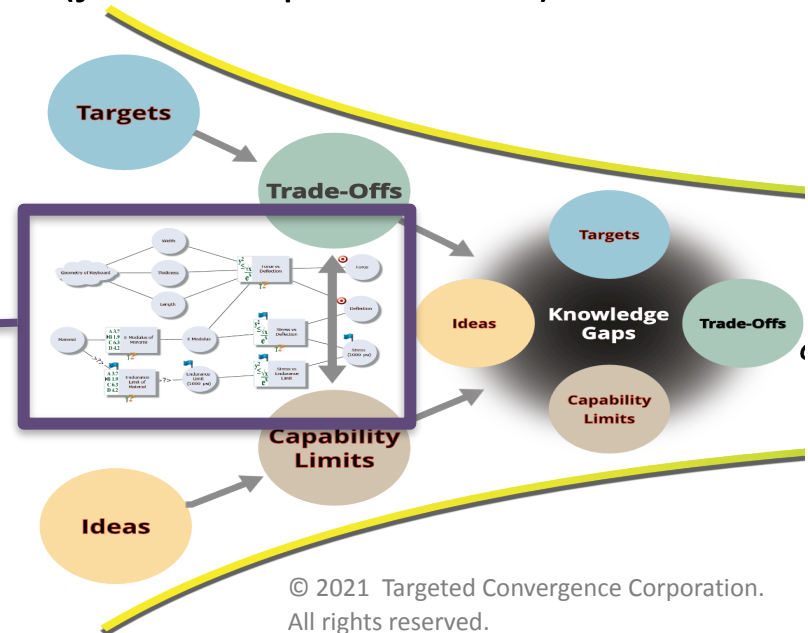 Targets
Trade-Offs
Width
Geometry of Keyboard
Thickness
Length
Force vs
Deflection
Force
Deflection
Material
E Modulus of
Material
E Modulus
Stress vs
Deflection
Stress
(1000 psi)
Endurance
Limit of
Material
Endurance
Limit
(1000 psi)
Stress vs
Endurance
Limit
Capability
Limits
Ideas
Targets
Ideas
Knowledge
Gaps
Trade-Offs
Capability
Limits
© 2021 Targeted Convergence Corporation.
All rights reserved.